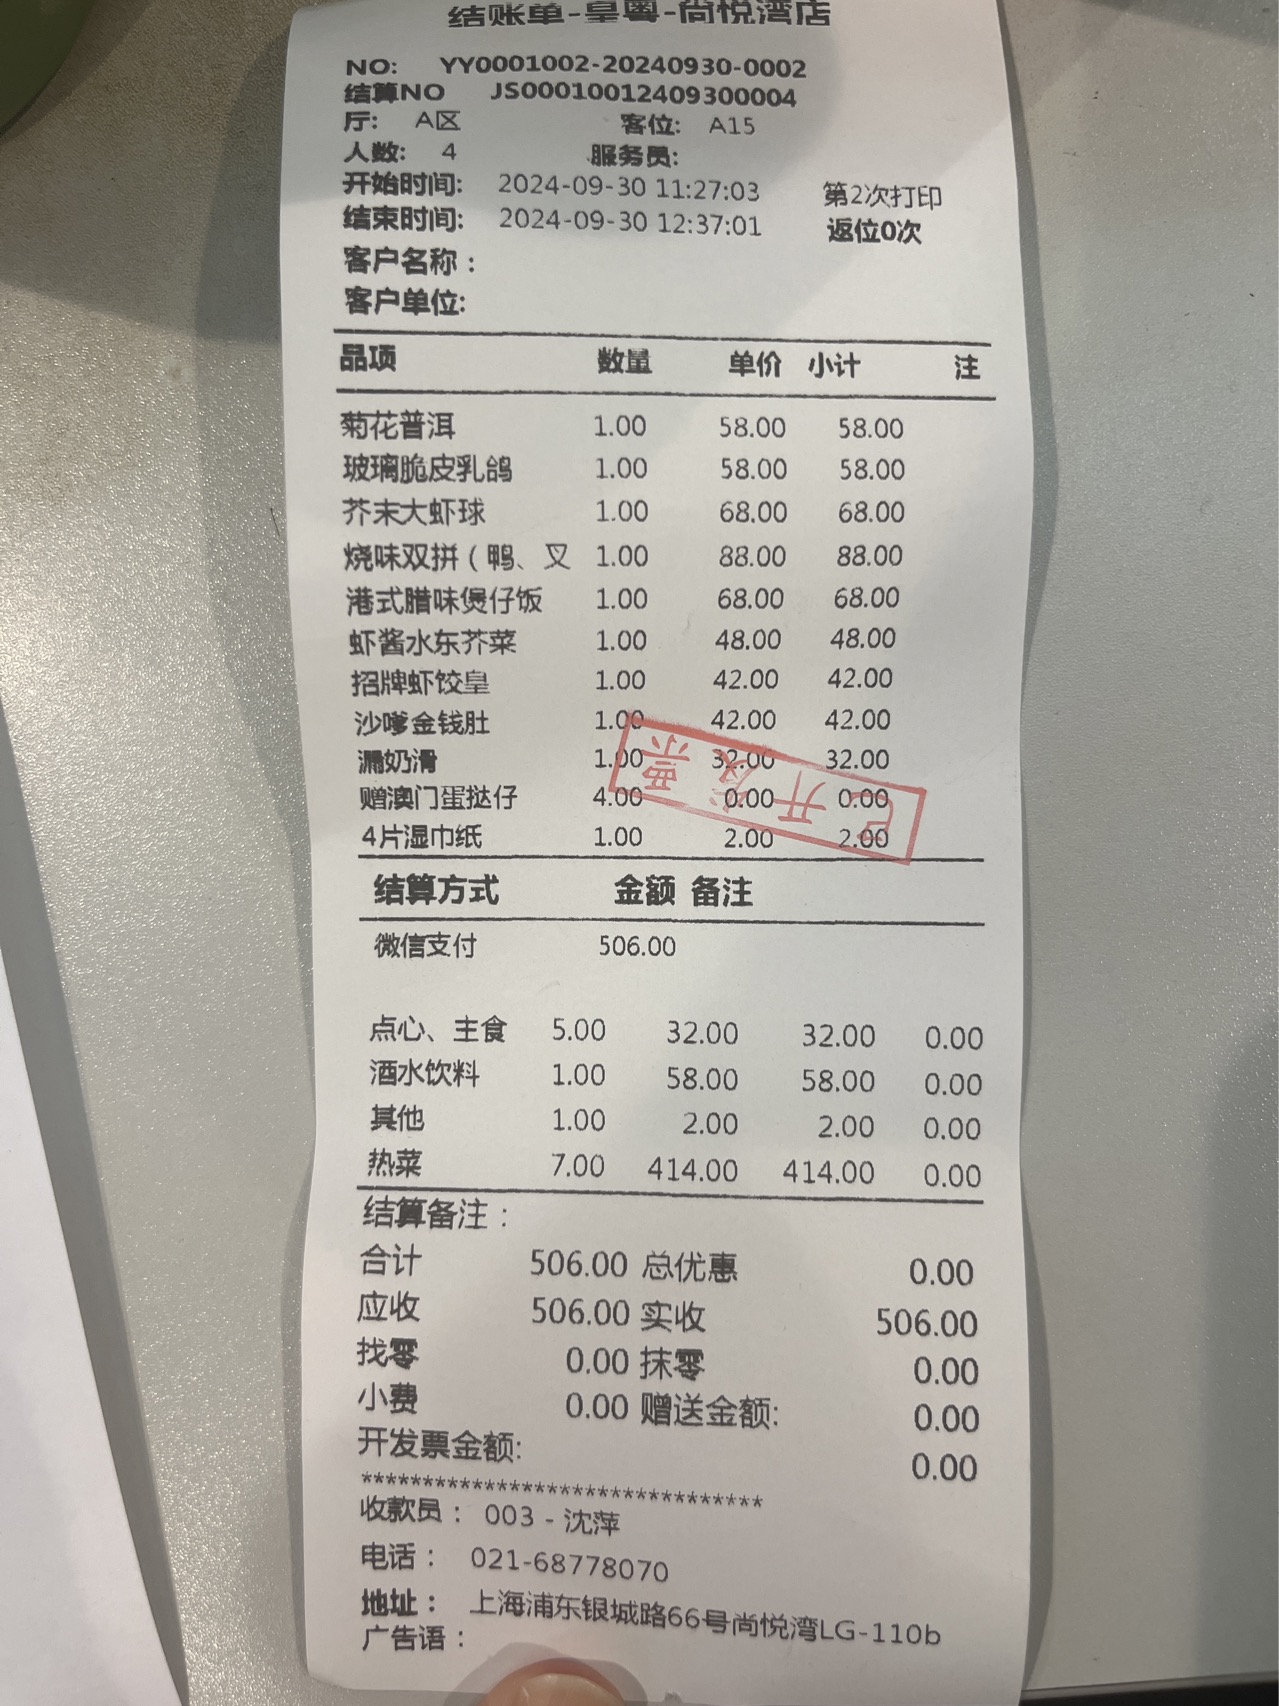 结账单-皇粤-尚悦湾店
NO: YY0001002-20240930-0002
结算NO JS00010012409300004
厅: A区 客位: A15
人数: 4 服务员:
开始时间: 2024-09-30 11:27:03 第2次打印
结束时间: 2024-09-30 12:37:01 返位0次
客户名称：
客户单位:
品项 数量 单价 小计 注
菊花普洱 1.00 58.00 58.00
玻璃脆皮乳鸽 1.00 58.00 58.00
芥末大虾球 1.00 68.00 68.00
烧味双拼（鸭、叉 1.00 88.00 88.00
港式腊味煲仔饭 1.00 68.00 68.00
虾酱水东芥菜 1.00 48.00 48.00
招牌虾饺皇 1.00 42.00 42.00
沙嗲金钱肚 1.00 42.00 42.00
漏奶滑 1.00 32.00 32.00
赠澳门蛋挞仔 4.00 0.00 0.00
4片湿巾纸 1.00 2.00 2.00
已开发票
结算方式 金额 备注
微信支付 506.00
点心、主食 5.00 32.00 32.00 0.00
酒水饮料 1.00 58.00 58.00 0.00
其他 1.00 2.00 2.00 0.00
热菜 7.00 414.00 414.00 0.00
结算备注：
合计 506.00 总优惠 0.00
应收 506.00 实收 506.00
找零 0.00 抹零 0.00
小费 0.00 赠送金额: 0.00
开发票金额: 0.00
*********************************
收款员： 003 - 沈萍
电话： 021-68778070
地址： 上海浦东银城路66号尚悦湾LG-110b
广告语：